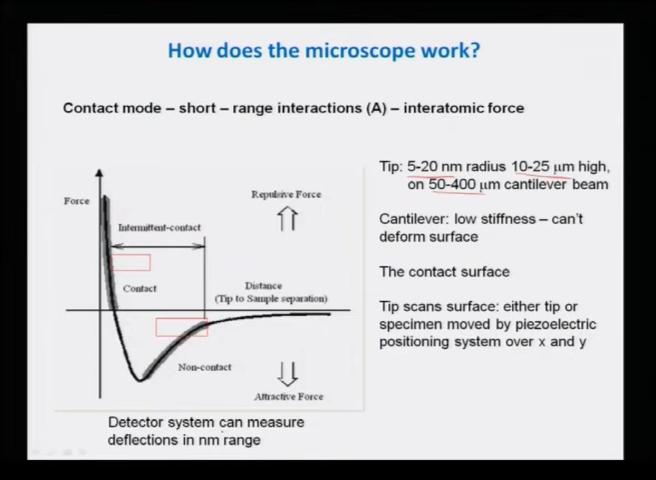 How does the microscope work?
Contact mode – short – range interactions (A) – interatomic force
Force
Repulsive Force
Intermittent-contact
Contact
Distance
(Tip to Sample separation)
Non-contact
Attractive Force
Detector system can measure
deflections in nm range
Tip: 5-20 nm radius 10-25 μm high,
on 50-400 μm cantilever beam
Cantilever: low stiffness – can't
deform surface
The contact surface
Tip scans surface: either tip or
specimen moved by piezoelectric
positioning system over x and y